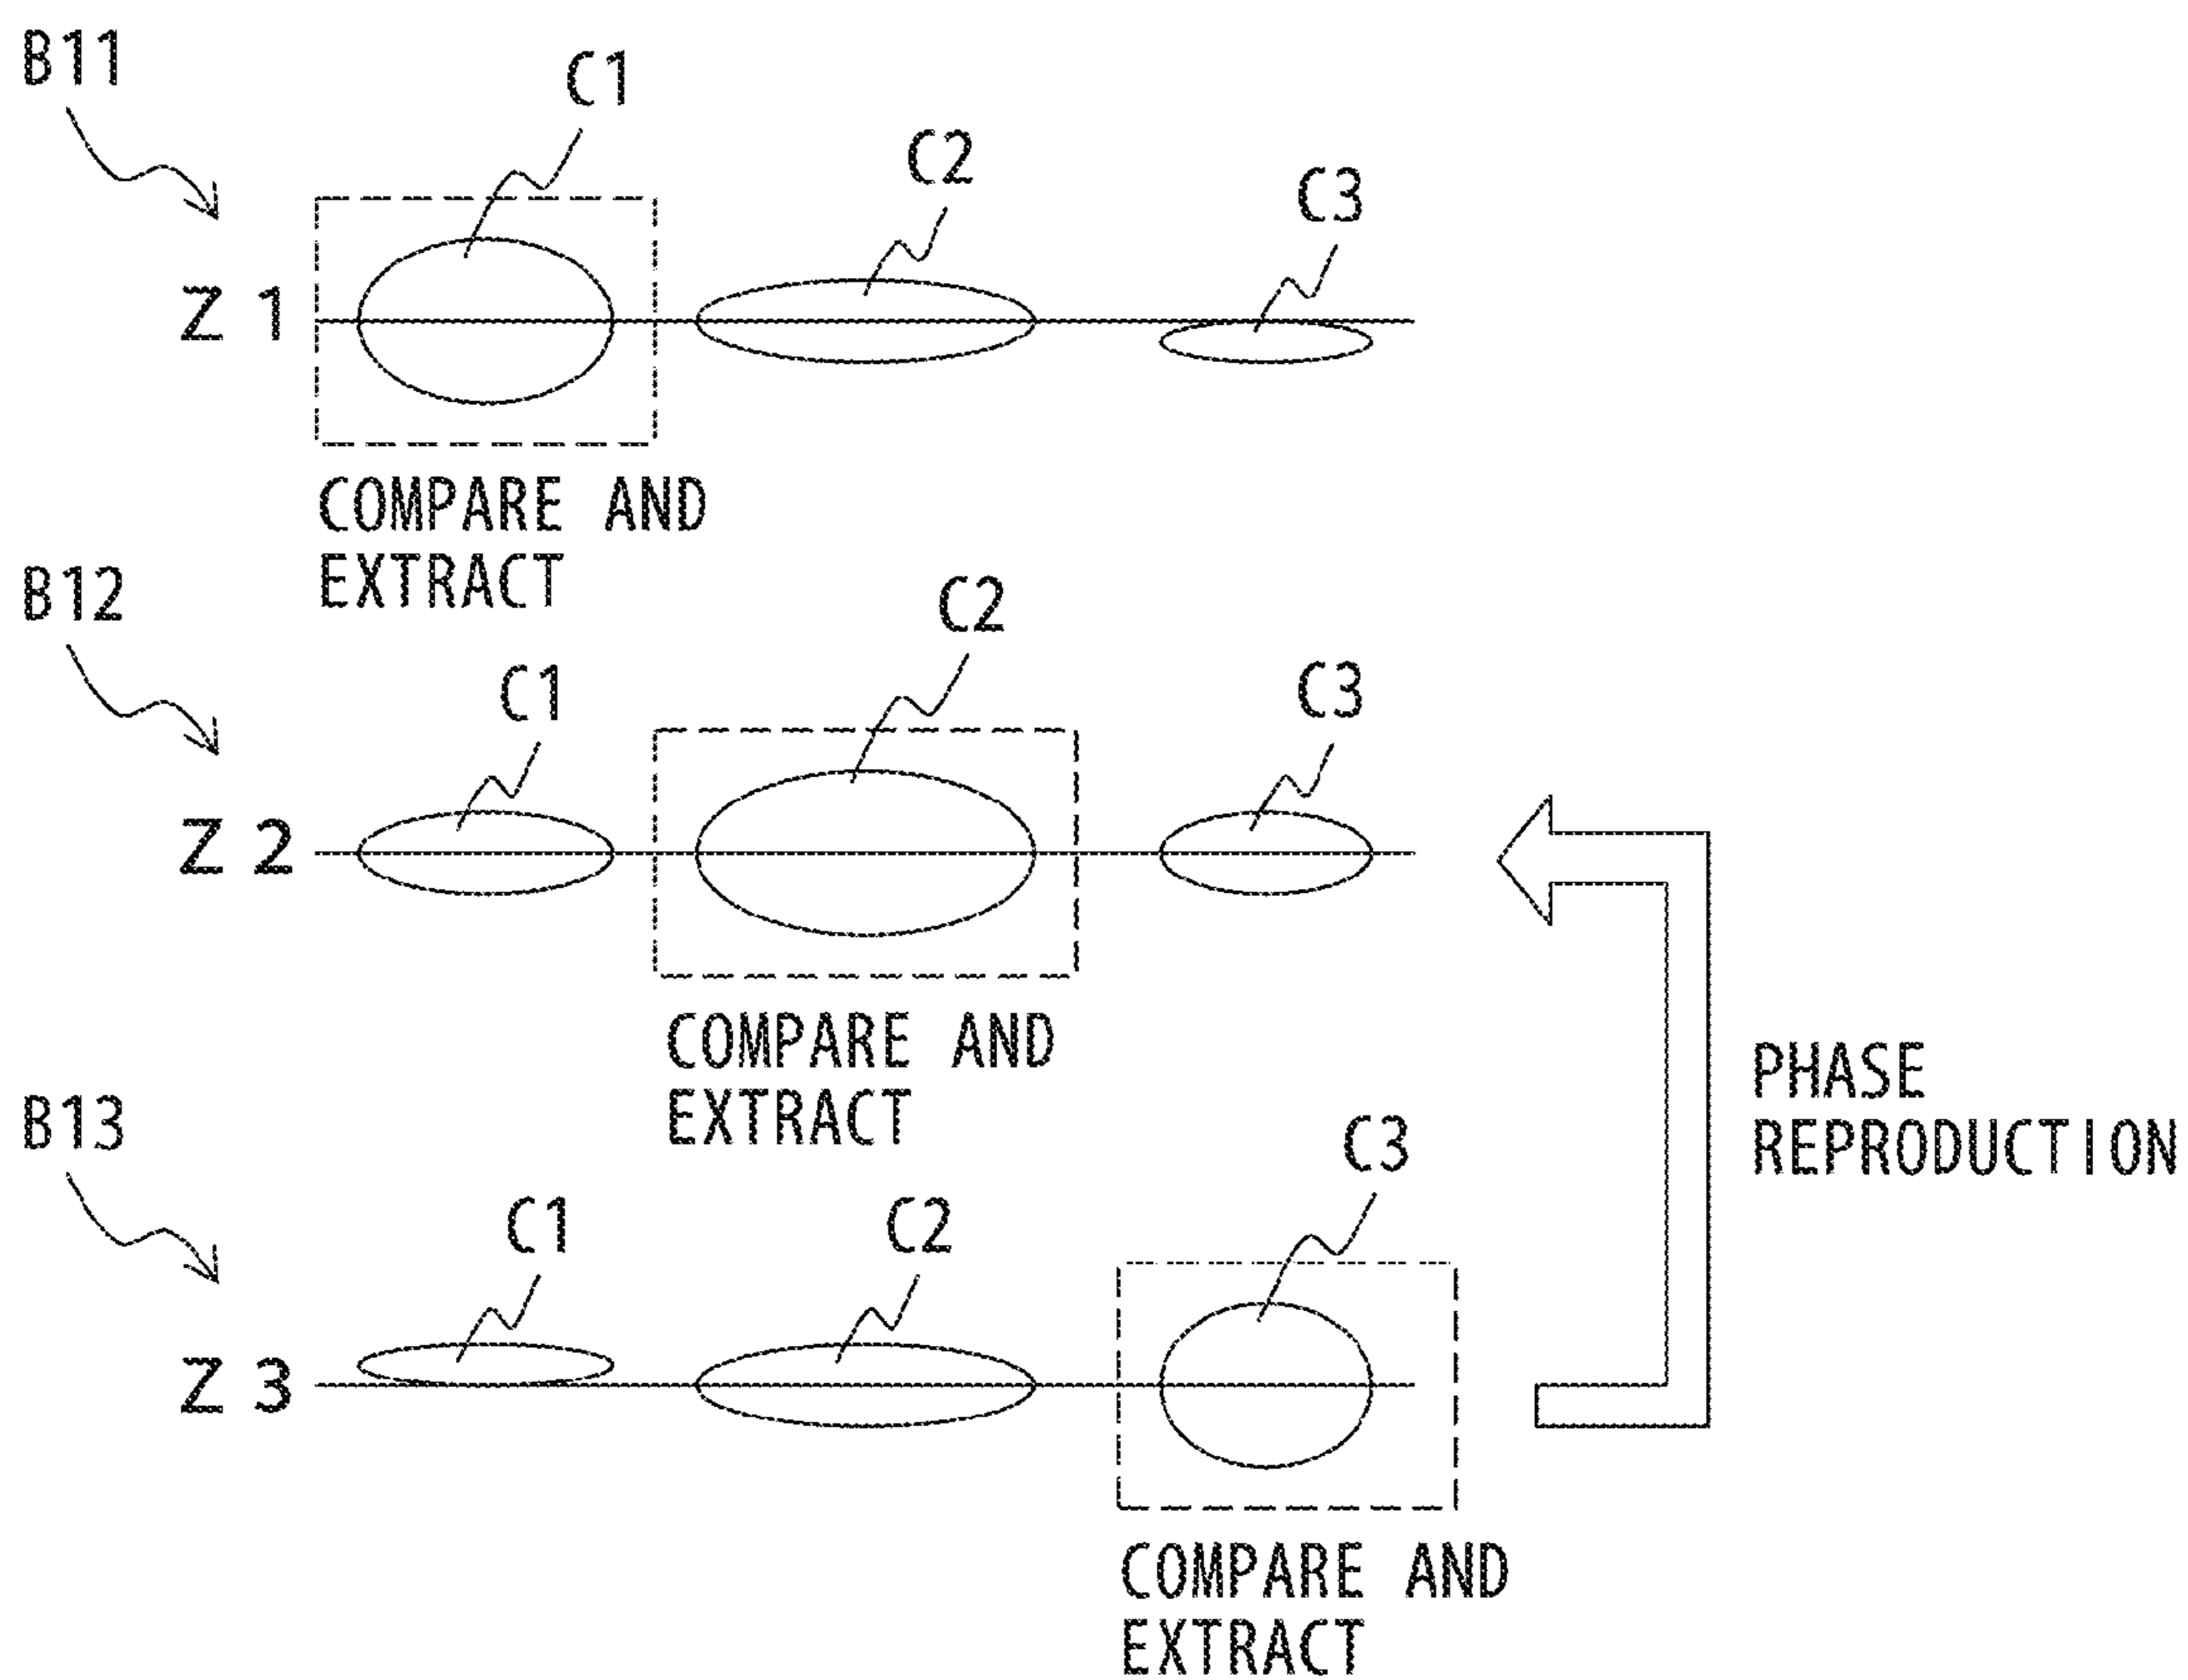 B11
C1
C2
C3
Z 1
COMPARE AND
EXTRACT
B12
C2
C1
C3
Z 2
COMPARE AND
EXTRACT
PHASE
REPRODUCTION
B13
C3
C1
C2
Z 3
COMPARE AND
EXTRACT